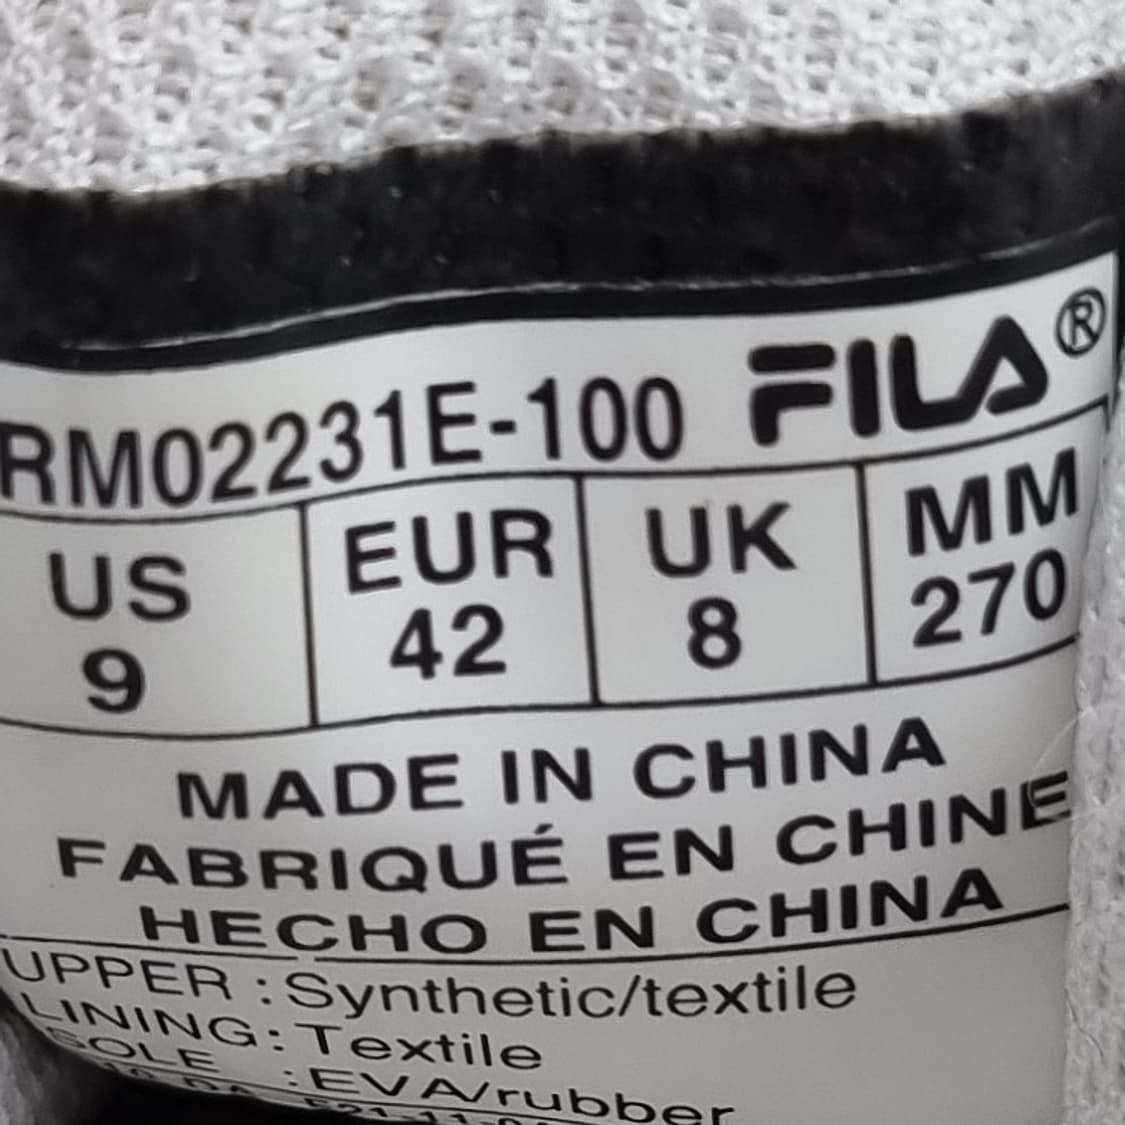 RM02231E-100 FILA®
US EUR UK MM
9 42 8 270
MADE IN CHINA
FABRIQUÉ EN CHINE
HECHO EN CHINA
UPPER : Synthetic/textile
LINING: Textile
SOLE : EVA/rubber